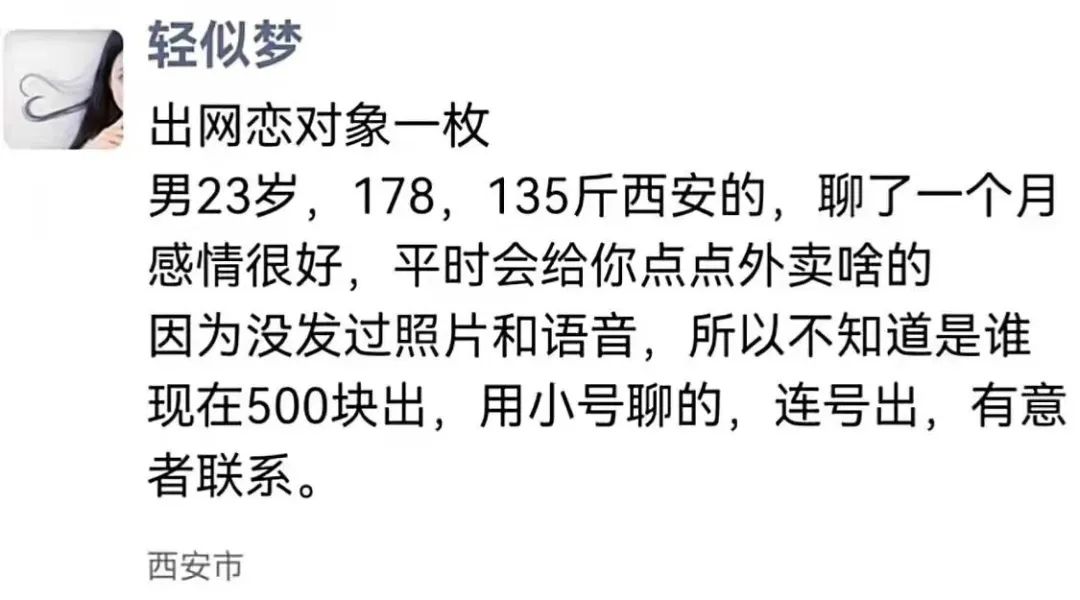 轻似梦
出网恋对象一枚
男23岁，178，135斤西安的，聊了一个月
感情很好，平时会给你点点外卖啥的
因为没发过照片和语音，所以不知道是谁
现在500块出，用小号聊的，连号出，有意
者联系。
西安市